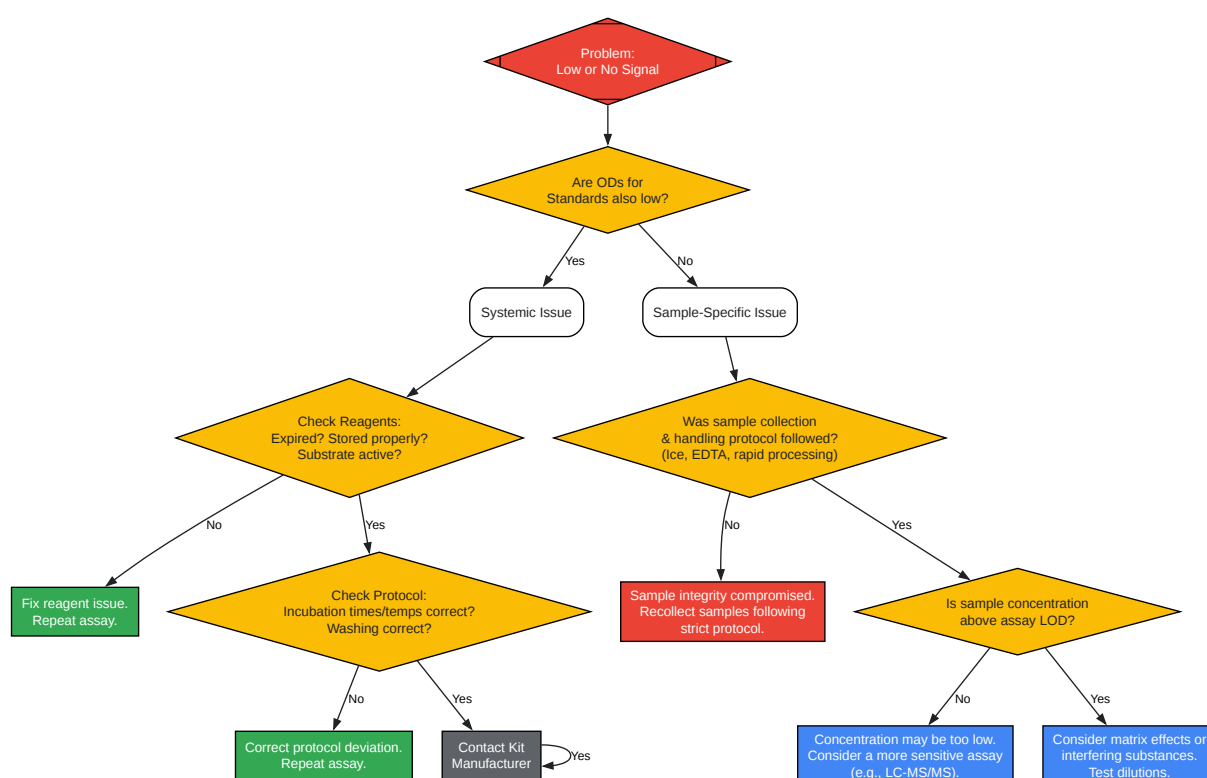 Problem:
Low or No Signal
Are ODs for
Standards also low?
Yes
No
Systemic Issue
Sample-Specific Issue
Check Reagents:
Expired? Stored properly?
Substrate active?
Was sample collection
& handling protocol followed?
(Ice, EDTA, rapid processing)
No
Yes
No
Yes
Fix reagent issue.
Repeat assay.
Check Protocol:
Incubation times/temps correct?
Washing correct?
Sample integrity compromised.
Recollect samples following
strict protocol.
Is sample concentration
above assay LOD?
No
Yes
No
Yes
Correct protocol deviation.
Repeat assay.
Contact Kit
Manufacturer
Yes
Concentration may be too low.
Consider a more sensitive assay
(e.g., LC-MS/MS).
Consider matrix effects or
interfering substances.
Test dilutions.